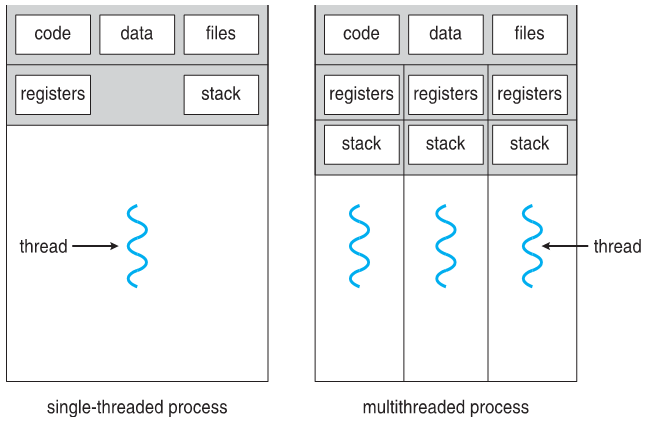 code data files
registers stack
thread
single-threaded process
code data files
registers registers registers
stack stack stack
thread
multithreaded process